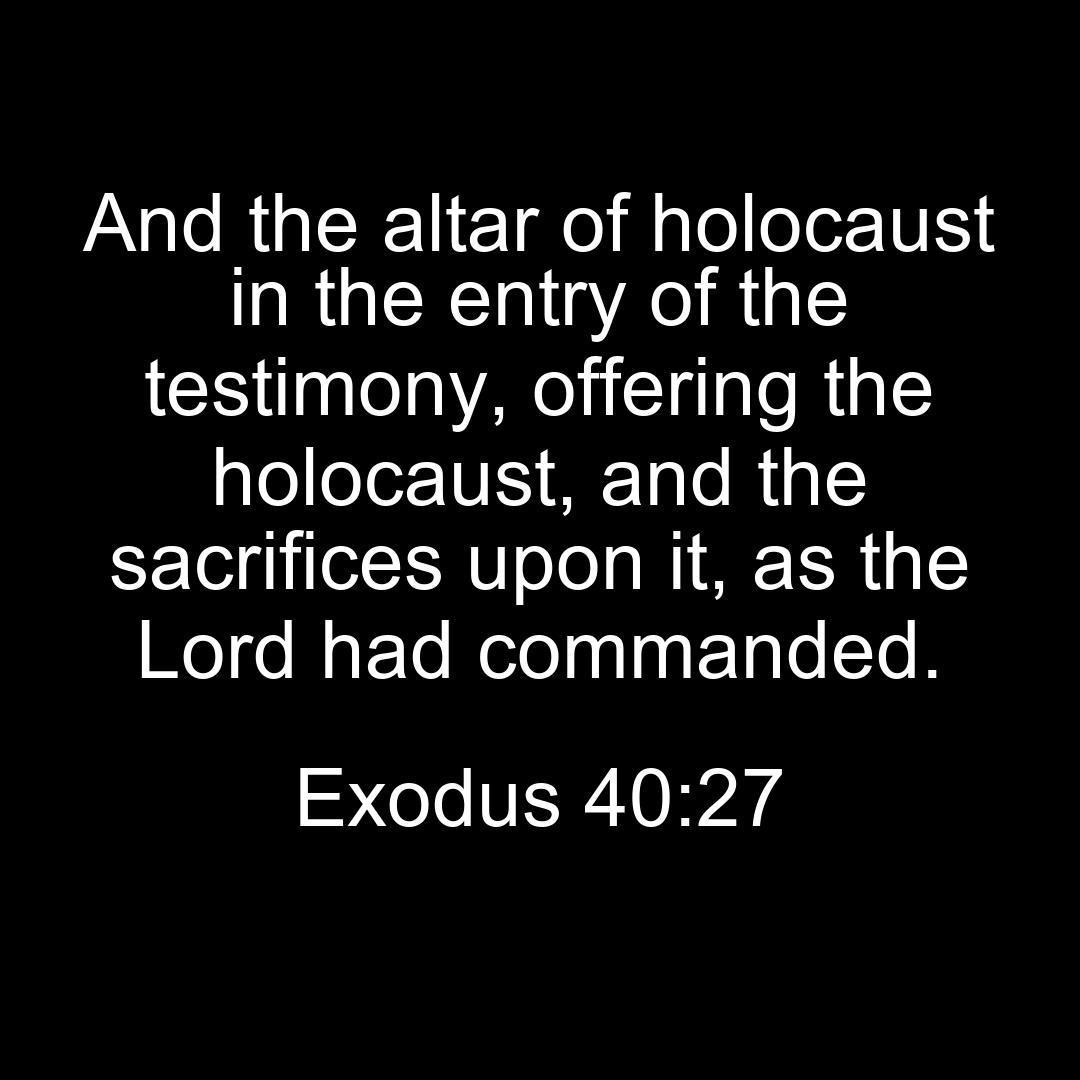 And the altar of holocaust
in the entry of the
testimony, offering the
holocaust, and the
sacrifices upon it, as the
Lord had commanded.
Exodus 40:27